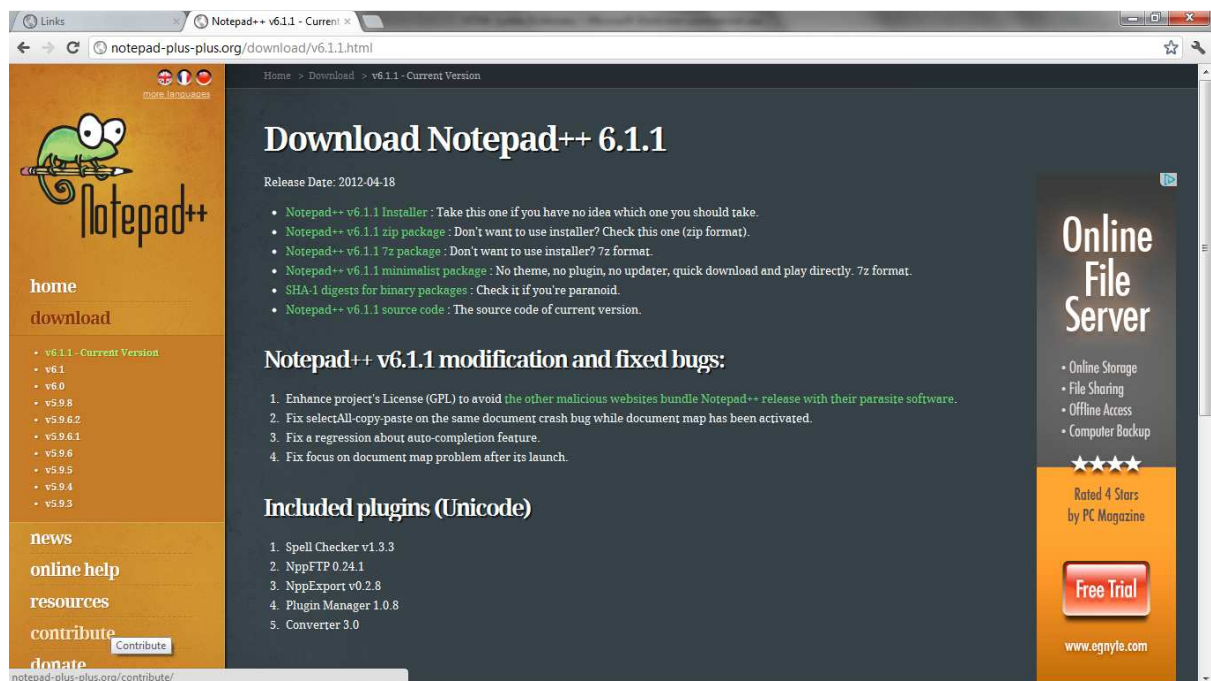 Links
Notepad++ v6.1.1 - Current
notepad-plus-plus.org/download/v6.1.1.html
more languages
Notepad++
home
download
• v6.1.1 - Current Version
• v6.1
• v6.0
• v5.9.8
• v5.9.6.2
• v5.9.6.1
• v5.9.6
• v5.9.5
• v5.9.4
• v5.9.3
news
online help
resources
contribute
Contribute
donate
notepad-plus-plus.org/contribute/
Home > Download > v6.1.1 - Current Version
Download Notepad++ 6.1.1
Release Date: 2012-04-18
• Notepad++ v6.1.1 Installer : Take this one if you have no idea which one you should take.
• Notepad++ v6.1.1 zip package : Don't want to use installer? Check this one (zip format).
• Notepad++ v6.1.1 7z package : Don't want to use installer? 7z format.
• Notepad++ v6.1.1 minimalist package : No theme, no plugin, no updater, quick download and play directly. 7z format.
• SHA-1 digests for binary packages : Check it if you're paranoid.
• Notepad++ v6.1.1 source code : The source code of current version.
Notepad++ v6.1.1 modification and fixed bugs:
1. Enhance project's License (GPL) to avoid the other malicious websites bundle Notepad++ release with their parasite software.
2. Fix selectAll-copy-paste on the same document crash bug while document map has been activated.
3. Fix a regression about auto-completion feature.
4. Fix focus on document map problem after its launch.
Included plugins (Unicode)
1. Spell Checker v1.3.3
2. NppFTP 0.24.1
3. NppExport v0.2.8
4. Plugin Manager 1.0.8
5. Converter 3.0
Online
File
Server
• Online Storage
• File Sharing
• Offline Access
• Computer Backup
Rated 4 Stars
by PC Magazine
Free Trial
www.egnyte.com